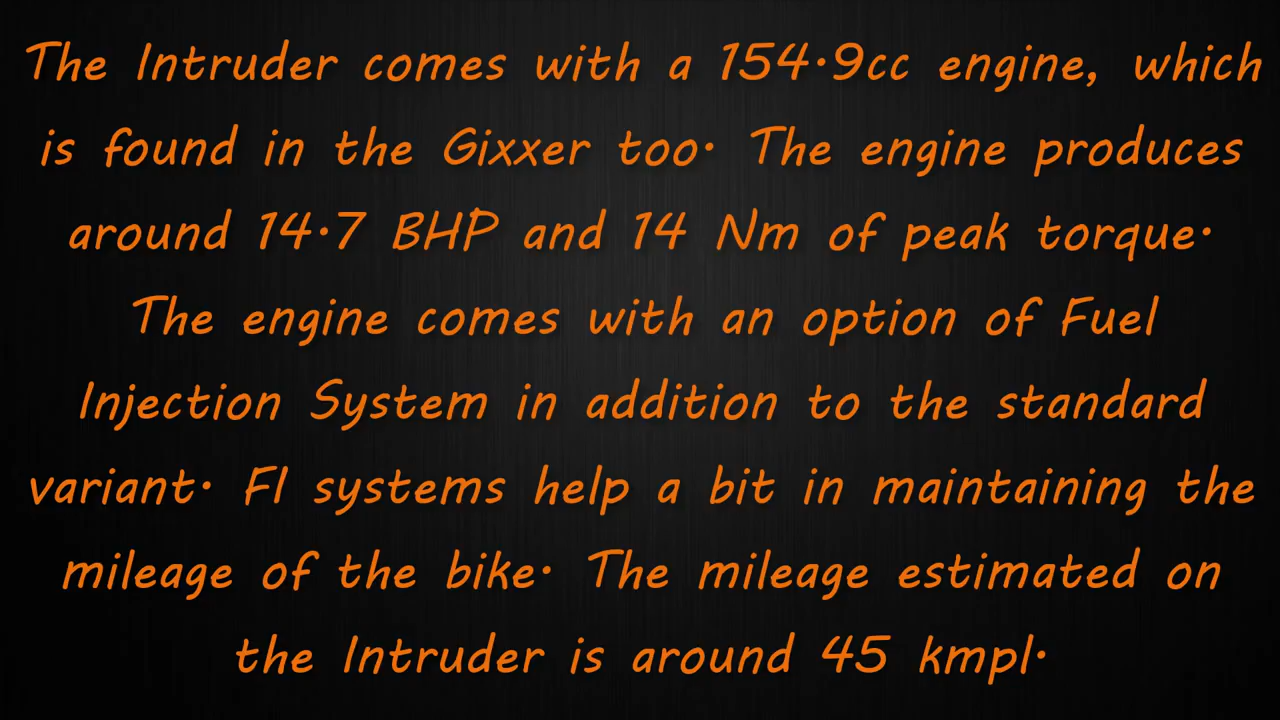 The Intruder comes with a 154.9cc engine, which
is found in the Gixxer too. The engine produces
around 14.7 BHP and 14 Nm of peak torque.
The engine comes with an option of Fuel
Injection System in addition to the standard
variant. FI systems help a bit in maintaining the
mileage of the bike. The mileage estimated on
the Intruder is around 45 kmpl.